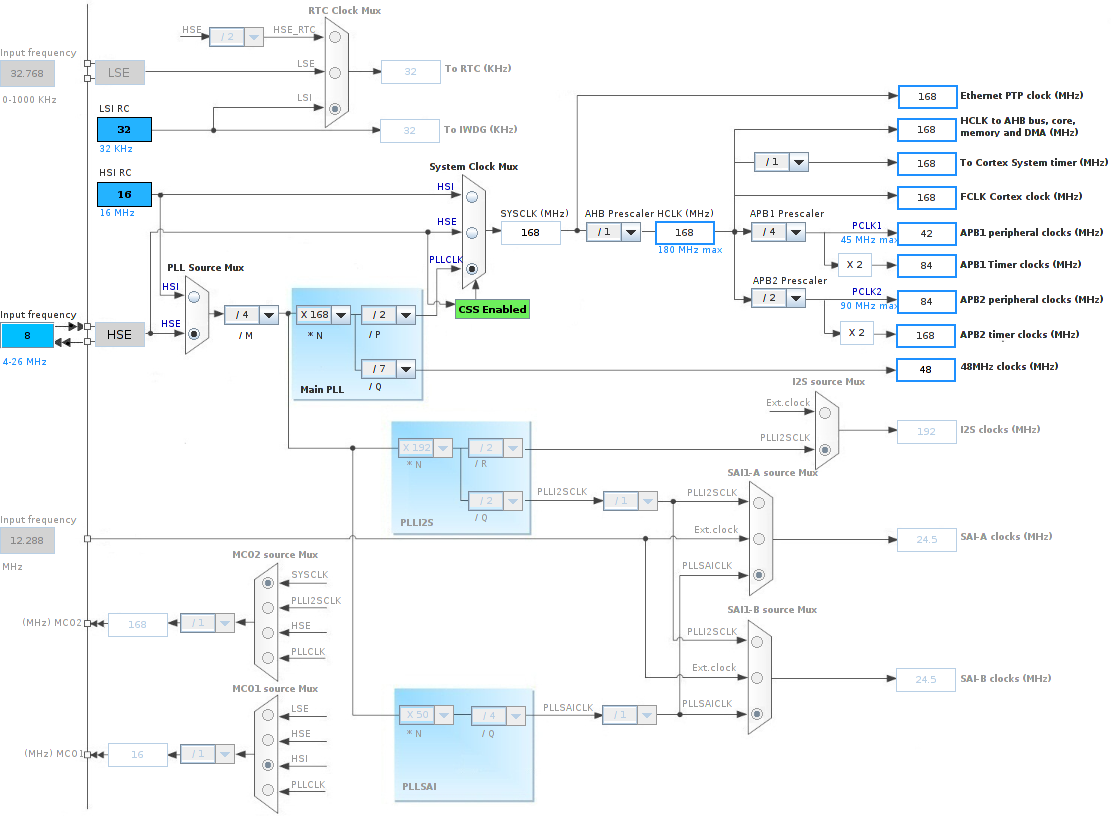 RTC Clock Mux
HSE
/ 2
HSE_RTC
Input frequency
32.768
LSE
LSE
32
To RTC (KHz)
0-1000 KHz
LSI
LSI RC
32
32 KHz
32
To IWDG (KHz)
168
Ethernet PTP clock (MHz)
168
HCLK to AHB bus, core,
memory and DMA (MHz)
/ 1
168
To Cortex System timer (MHz)
System Clock Mux
HSI RC
16
16 MHz
HSI
168
FCLK Cortex clock (MHz)
SYSCLK (MHz)
AHB Prescaler
HCLK (MHz)
APB1 Prescaler
HSE
168
/ 1
168
180 MHz max
/ 4
PCLK1
45 MHz max
42
APB1 peripheral clocks (MHz)
PLLCLK
PLL Source Mux
X 2
84
APB1 Timer clocks (MHz)
HSI
APB2 Prescaler
/ 2
PCLK2
90 MHz max
84
APB2 peripheral clocks (MHz)
CSS Enabled
Input frequency
8
4-26 MHz
HSE
HSE
/ 4
/ M
X 168
* N
/ 2
/ P
X 2
168
APB2 timer clocks (MHz)
/ 7
/ Q
Main PLL
48
48MHz clocks (MHz)
I2S source Mux
Ext.clock
PLLI2SCLK
192
I2S clocks (MHz)
X 192
* N
/ 2
/ R
/ 2
/ Q
PLLI2S
PLLI2SCLK
/ 1
SAI1-A source Mux
PLLI2SCLK
Ext.clock
PLLSAICLK
24.5
SAI-A clocks (MHz)
Input frequency
12.288
MHz
MCO2 source Mux
SYSCLK
PLLI2SCLK
HSE
PLLCLK
(MHz) MCO2
168
/ 1
SAI1-B source Mux
PLLI2SCLK
Ext.clock
PLLSAICLK
24.5
SAI-B clocks (MHz)
MCO1 source Mux
LSE
HSE
HSI
PLLCLK
(MHz) MCO1
16
/ 1
X 50
* N
/ 4
/ Q
PLLSAI
PLLSAICLK
/ 1